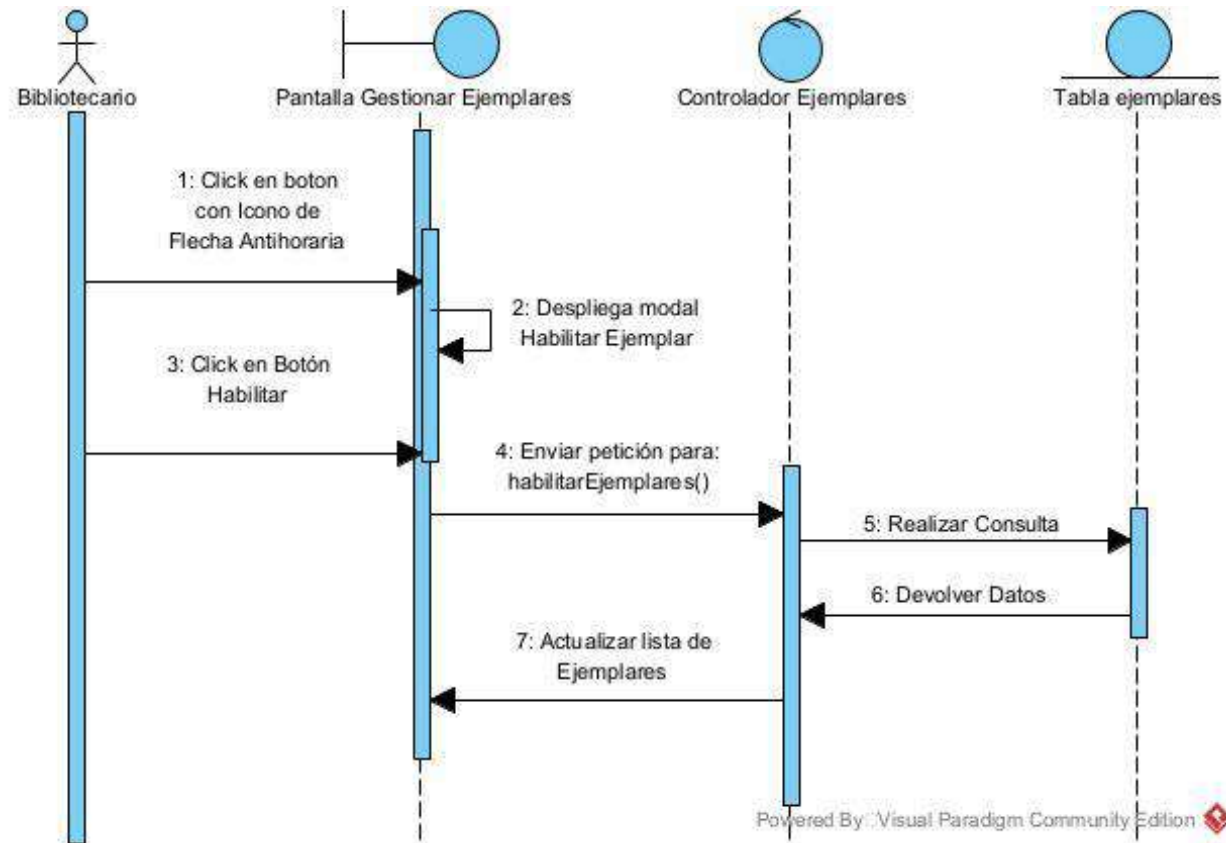 Bibliotecario
Pantalla Gestionar Ejemplares
Controlador Ejemplares
Tabla ejemplares
1: Click en boton
con Icono de
Flecha Antihoraria
2: Despliega modal
Habilitar Ejemplar
3: Click en Botón
Habilitar
4: Enviar petición para:
habilitarEjemplares()
5: Realizar Consulta
6: Devolver Datos
7: Actualizar lista de
Ejemplares
Powered By Visual Paradigm Community Edition